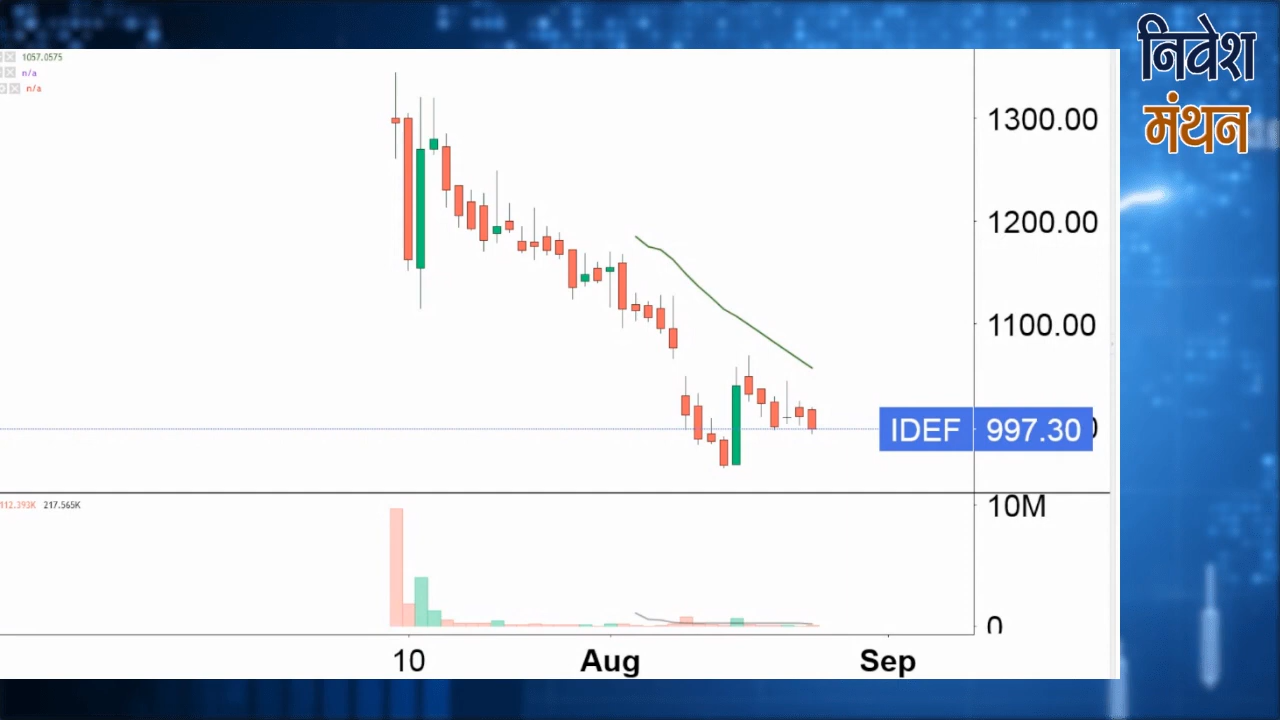 निवेश
मंथन
1057.0575
n/a
n/a
1300.00
1200.00
1100.00
IDEF 997.30
112.393K 217.565K
10M
0
10 Aug Sep